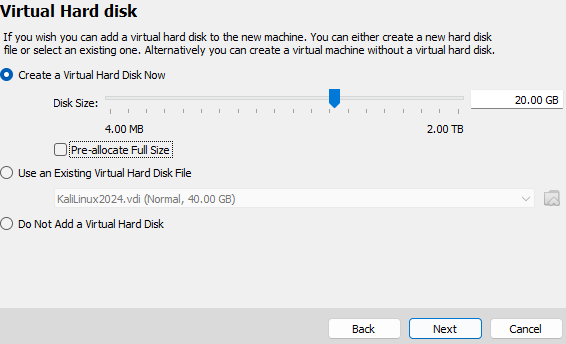 Virtual Hard disk
If you wish you can add a virtual hard disk to the new machine. You can either create a new hard disk
file or select an existing one. Alternatively you can create a virtual machine without a virtual hard disk.
Create a Virtual Hard Disk Now
Disk Size: 20.00 GB
4.00 MB 2.00 TB
Pre-allocate Full Size
Use an Existing Virtual Hard Disk File
KaliLinux2024.vdi (Normal, 40.00 GB)
Do Not Add a Virtual Hard Disk
Back Next Cancel